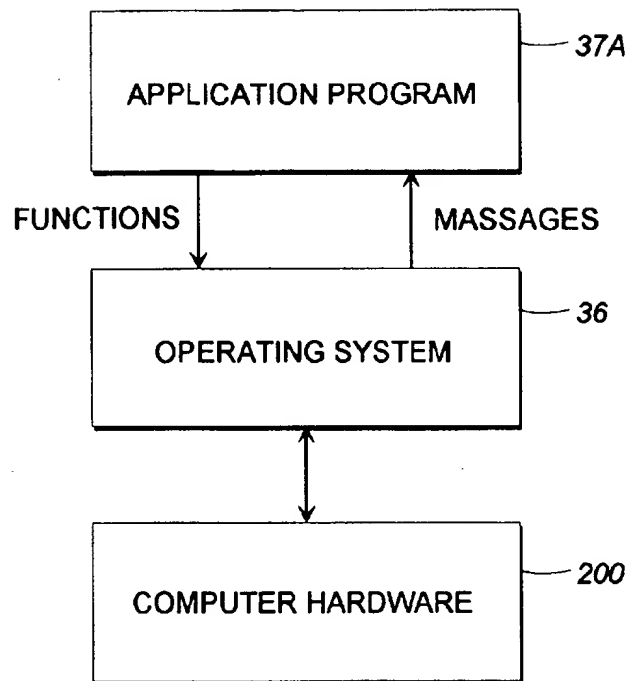 37A
APPLICATION PROGRAM
FUNCTIONS
MASSAGES
36
OPERATING SYSTEM
200
COMPUTER HARDWARE